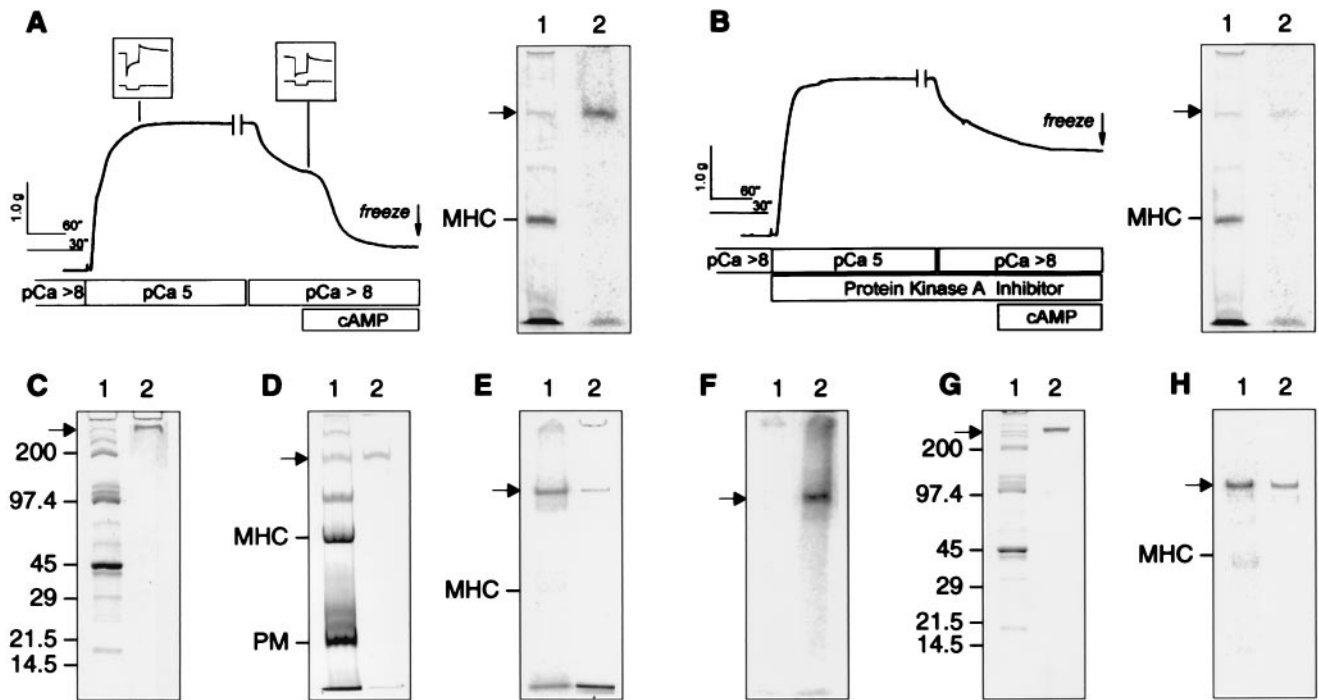 A
1 2
B
1 2
1.0 g
60"
30"
freeze
MHC
pCa >8
pCa 5
pCa > 8
cAMP
1.0 g
60"
30"
freeze
MHC
pCa >8
pCa 5
pCa >8
Protein Kinase A Inhibitor
cAMP
C
1 2
200
97.4
45
29
21.5
14.5
D
1 2
MHC
PM
E
1 2
MHC
F
1 2
G
1 2
200
97.4
45
29
21.5
14.5
H
1 2
MHC